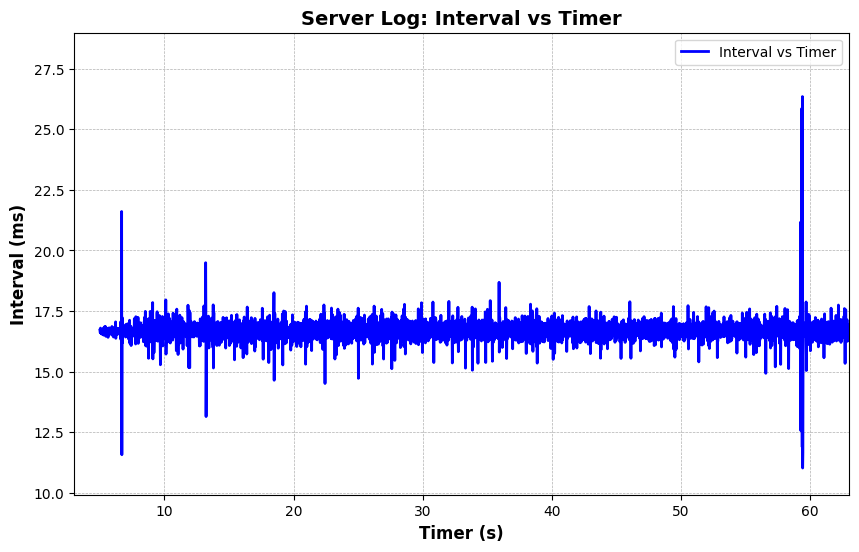 Server Log: Interval vs Timer
Interval vs Timer
27.5
25.0
22.5
20.0
17.5
15.0
12.5
10.0
Interval (ms)
10 20 30 40 50 60
Timer (s)